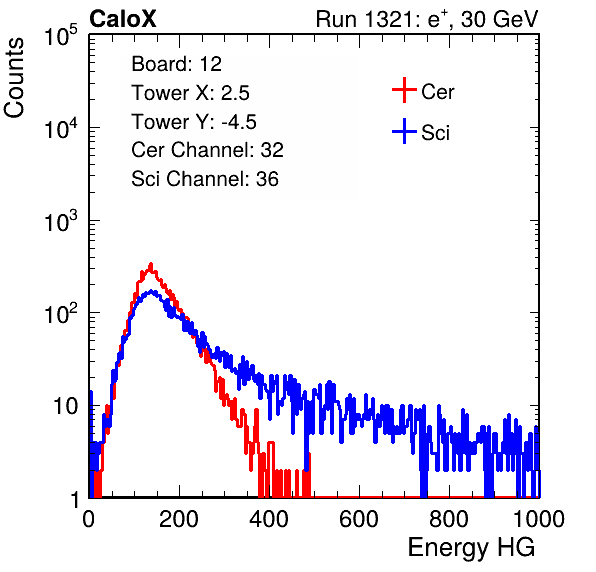 CaloX Run 1321: e⁺, 30 GeV
Counts
Board: 12
Tower X: 2.5
Tower Y: -4.5
Cer Channel: 32
Sci Channel: 36
Cer
Sci
10⁵
10⁴
10³
10²
10
1
0 200 400 600 800 1000
Energy HG